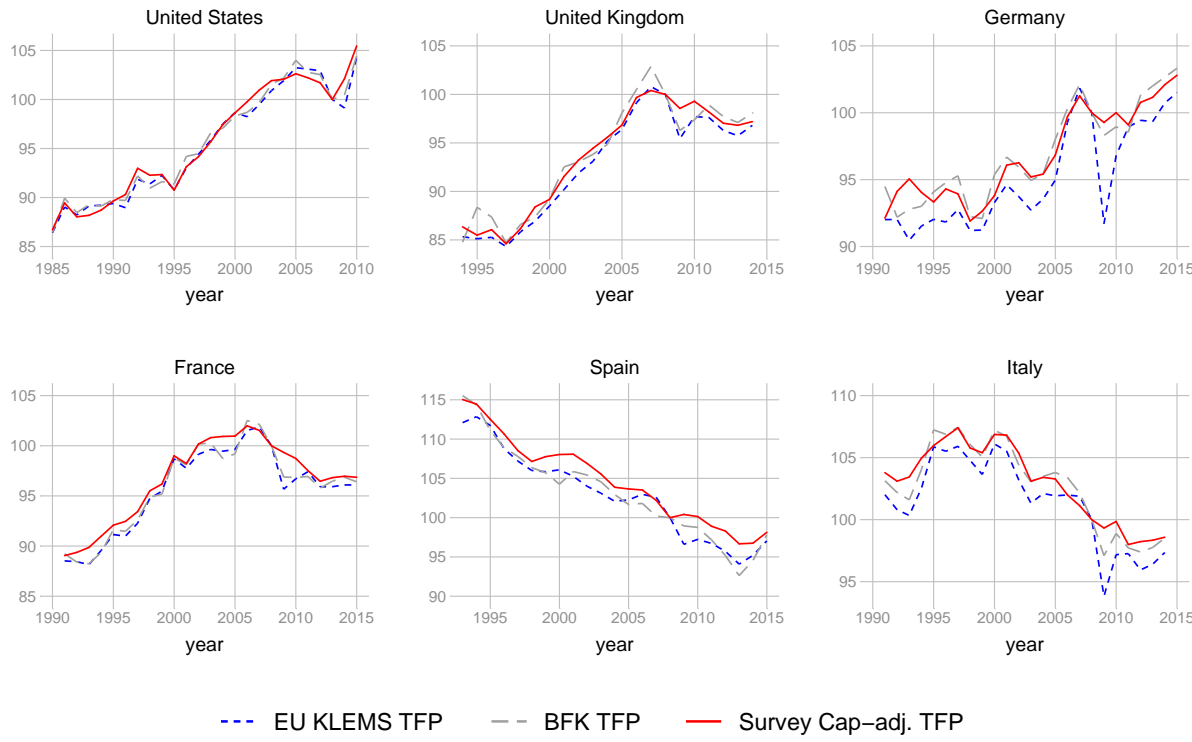 United States
105
100
95
90
85
1985 1990 1995 2000 2005 2010
year
United Kingdom
105
100
95
90
85
1995 2000 2005 2010 2015
year
Germany
105
100
95
90
1990 1995 2000 2005 2010 2015
year
France
105
100
95
90
85
1990 1995 2000 2005 2010 2015
year
Spain
115
110
105
100
95
90
1995 2000 2005 2010 2015
year
Italy
110
105
100
95
1990 1995 2000 2005 2010 2015
year
EU KLEMS TFP BFK TFP Survey Cap−adj. TFP